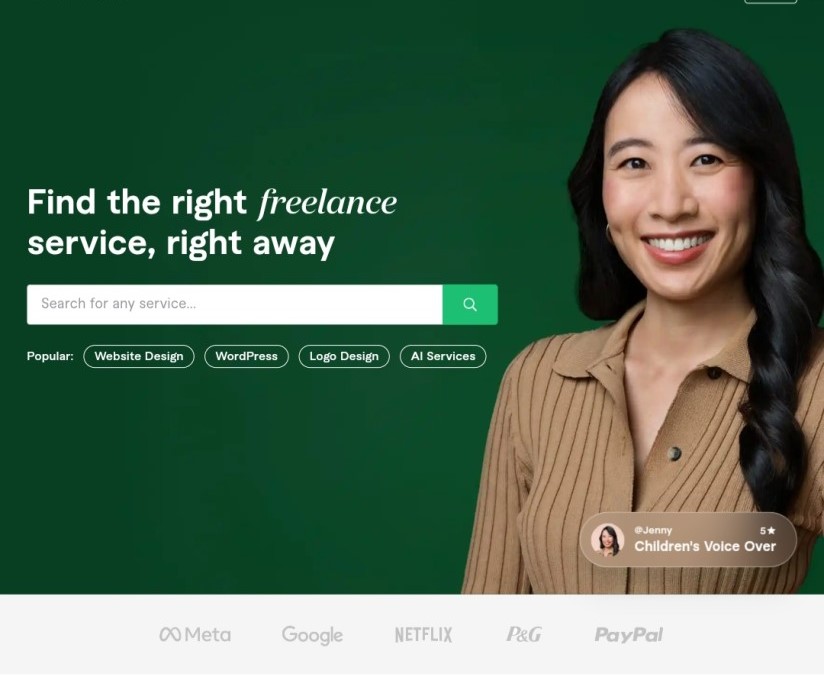 Find the right freelance
service, right away
Search for any service...
Popular: Website Design WordPress Logo Design AI Services
@Jenny 5★
Children's Voice Over
Meta Google NETFLIX P&G PayPal